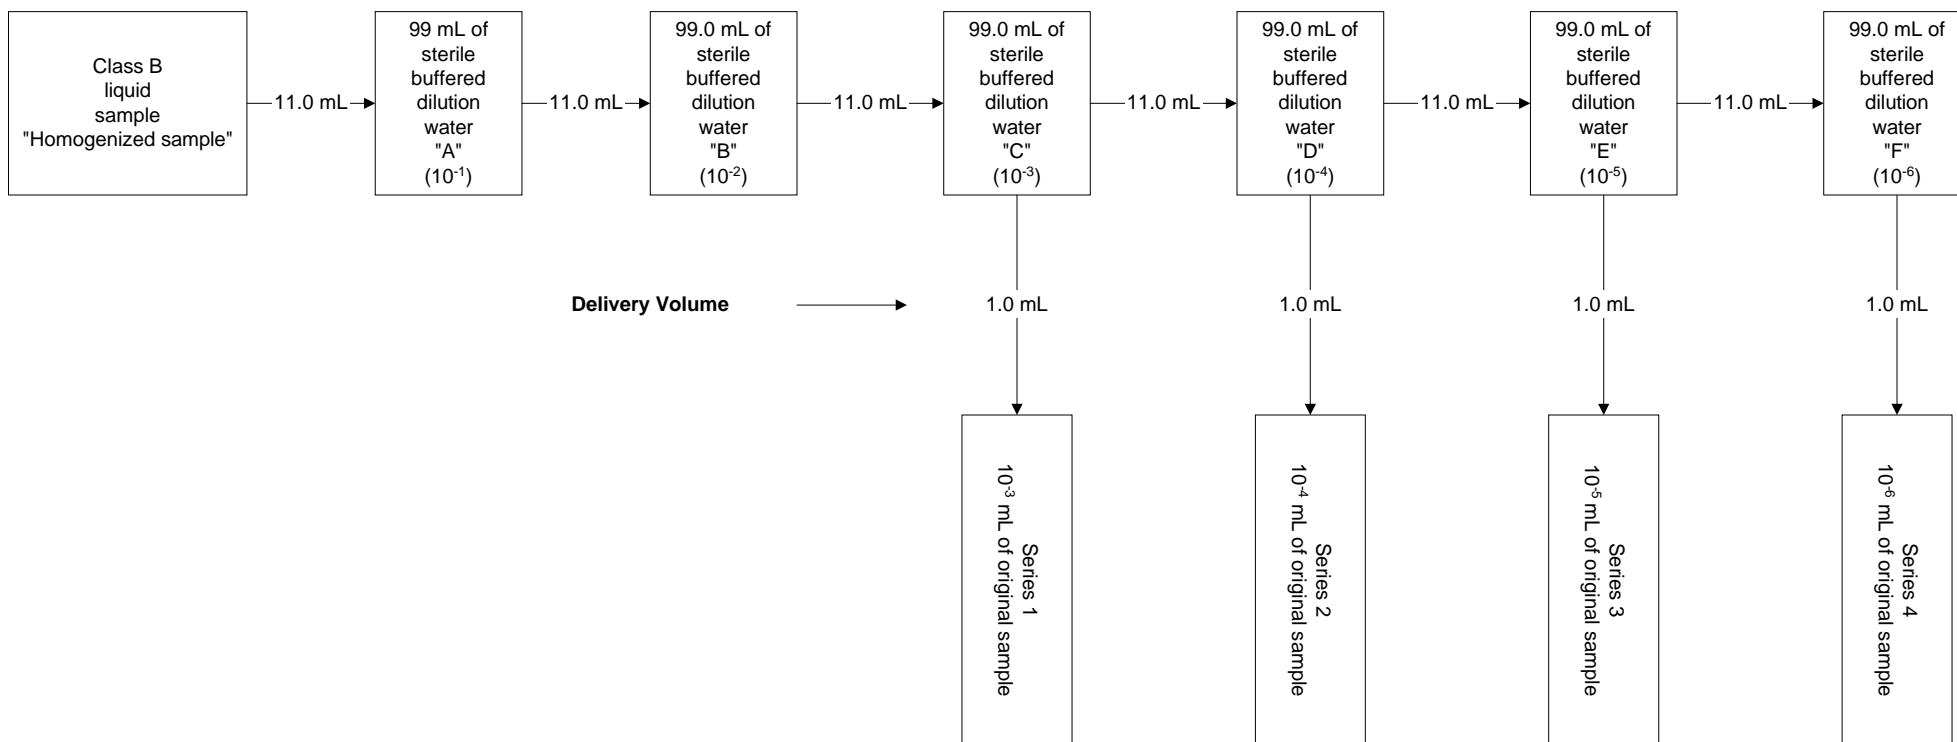 Class B
liquid
sample
"Homogenized sample"
11.0 mL
99 mL of
sterile
buffered
dilution
water
"A"
(10⁻¹)
11.0 mL
99.0 mL of
sterile
buffered
dilution
water
"B"
(10⁻²)
11.0 mL
99.0 mL of
sterile
buffered
dilution
water
"C"
(10⁻³)
11.0 mL
99.0 mL of
sterile
buffered
dilution
water
"D"
(10⁻⁴)
11.0 mL
99.0 mL of
sterile
buffered
dilution
water
"E"
(10⁻⁵)
11.0 mL
99.0 mL of
sterile
buffered
dilution
water
"F"
(10⁻⁶)
Delivery Volume
1.0 mL
1.0 mL
1.0 mL
1.0 mL
Series 1
10⁻³ mL of original sample
Series 2
10⁻⁴ mL of original sample
Series 3
10⁻⁵ mL of original sample
Series 4
10⁻⁶ mL of original sample